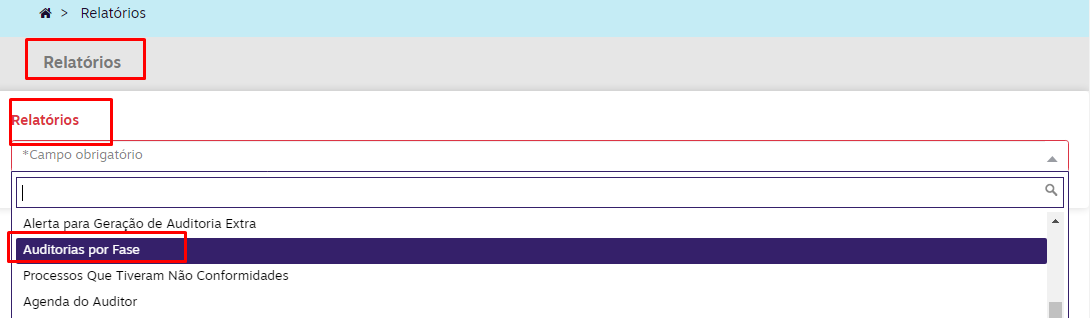 > Relatórios
Relatórios
Relatórios
*Campo obrigatório
Alerta para Geração de Auditoria Extra
Auditorias por Fase
Processos Que Tiveram Não Conformidades
Agenda do Auditor